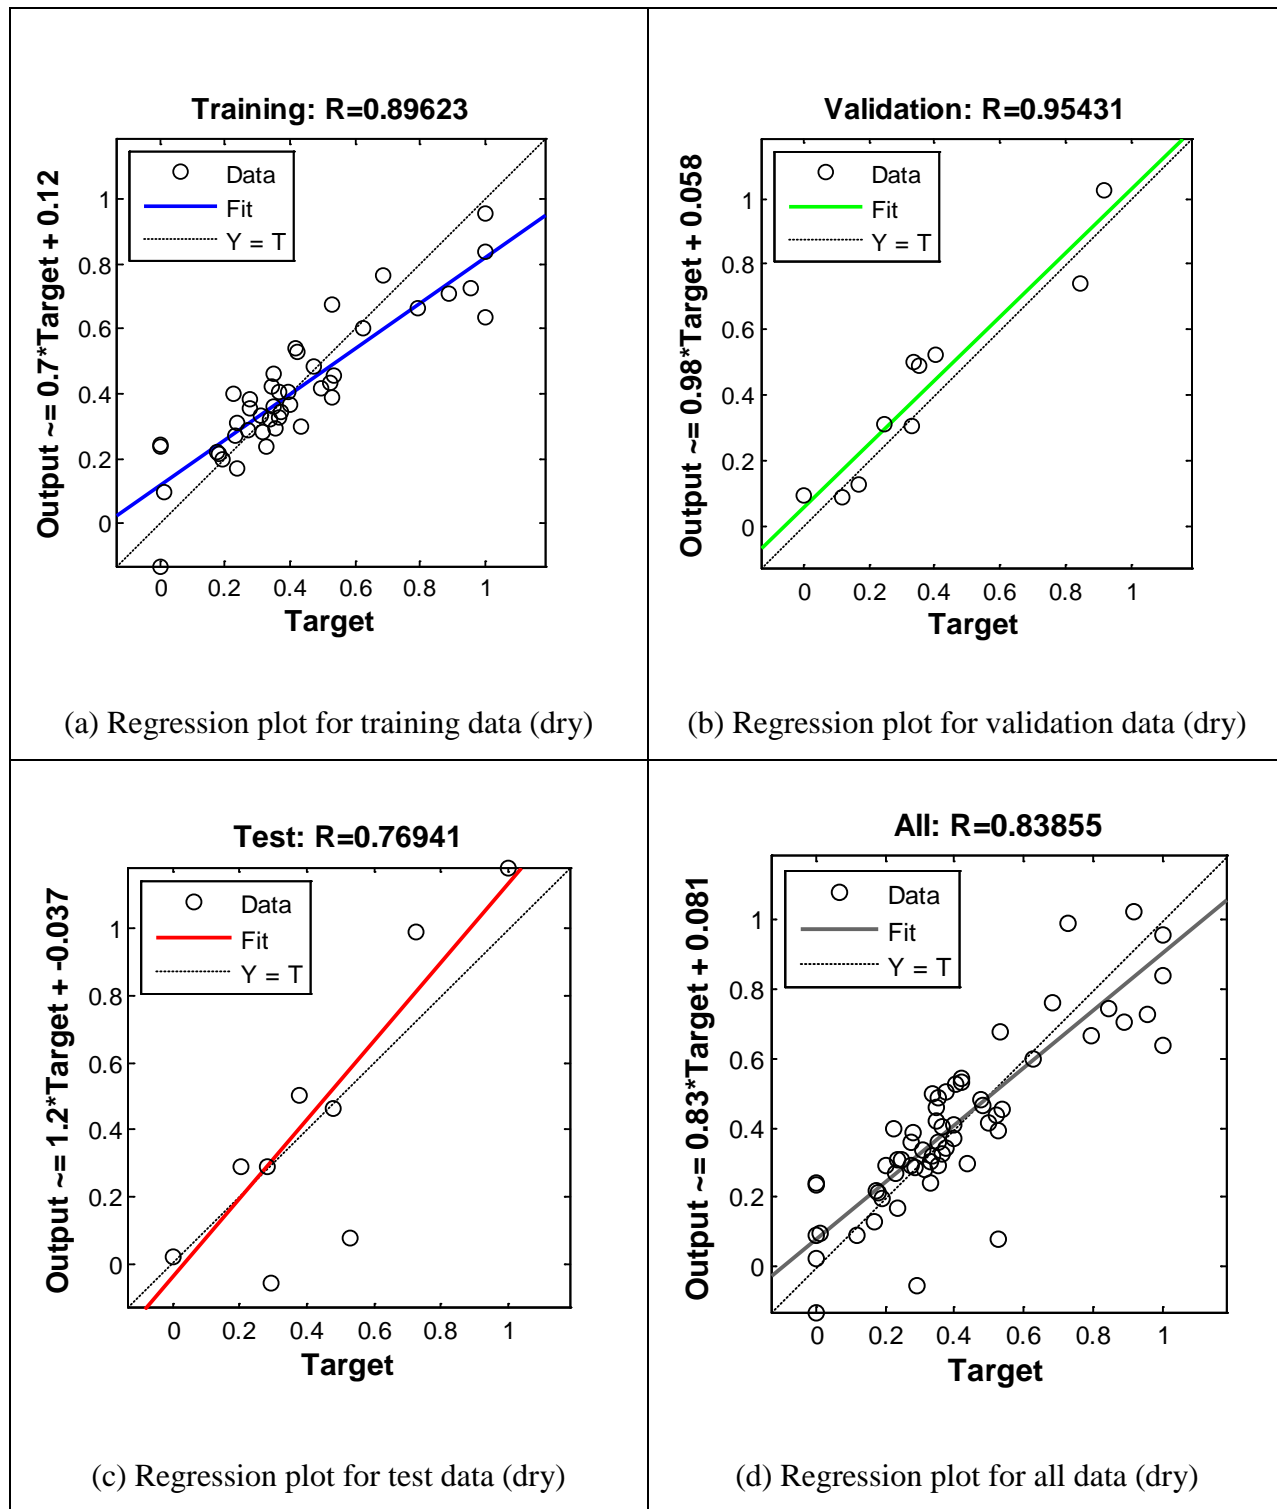 Training: R=0.89623
Output ~= 0.7*Target + 0.12
Data
Fit
Y = T
1
0.8
0.6
0.4
0.2
0
0 0.2 0.4 0.6 0.8 1
Target
(a) Regression plot for training data (dry)
Validation: R=0.95431
Output ~= 0.98*Target + 0.058
Data
Fit
Y = T
1
0.8
0.6
0.4
0.2
0
0 0.2 0.4 0.6 0.8 1
Target
(b) Regression plot for validation data (dry)
Test: R=0.76941
Output ~= 1.2*Target + -0.037
Data
Fit
Y = T
1
0.8
0.6
0.4
0.2
0
0 0.2 0.4 0.6 0.8 1
Target
(c) Regression plot for test data (dry)
All: R=0.83855
Output ~= 0.83*Target + 0.081
Data
Fit
Y = T
1
0.8
0.6
0.4
0.2
0
0 0.2 0.4 0.6 0.8 1
Target
(d) Regression plot for all data (dry)